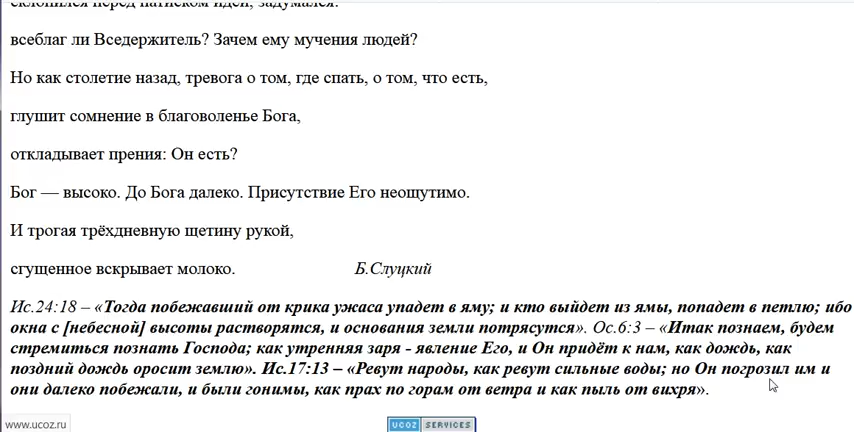 склонился перед натиском идей, задумался:
всеблаг ли Вседержитель? Зачем ему мучения людей?
Но как столетие назад, тревога о том, где спать, о том, что есть,
глушит сомнение в благоволенье Бога,
откладывает прения: Он есть?
Бог — высоко. До Бога далеко. Присутствие Его неощутимо.
И трогая трёхдневную щетину рукой,
сгущенное вскрывает молоко. Б.Слуцкий
Ис.24:18 – «Тогда побежавший от крика ужаса упадет в яму; и кто выйдет из ямы, попадет в петлю; ибо
окна с [небесной] высоты растворятся, и основания земли потрясутся». Ос.6:3 – «Итак познаем, будем
стремиться познать Господа; как утренняя заря - явление Его, и Он придёт к нам, как дождь, как
поздний дождь оросит землю». Ис.17:13 – «Ревут народы, как ревут сильные воды; но Он погрозил им и
они далеко побежали, и были гонимы, как прах по горам от ветра и как пыль от вихря».
www.ucoz.ru
UCOZ SERVICES